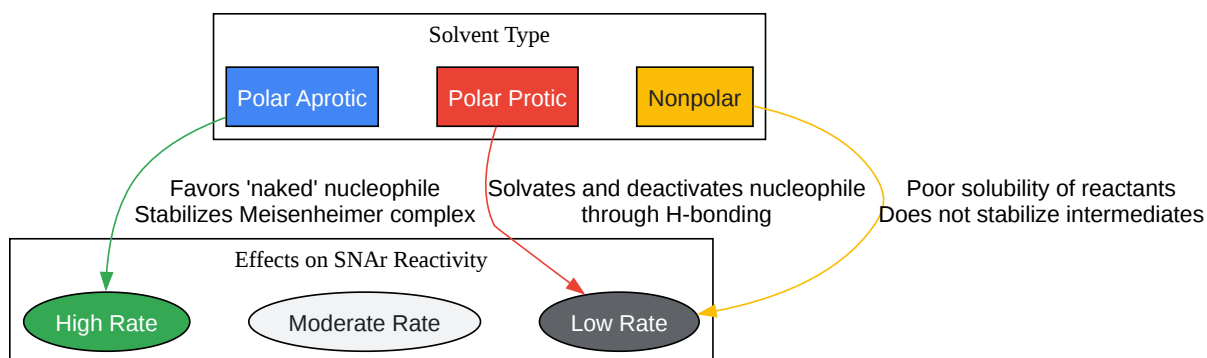 Solvent Type
Polar Aprotic
Polar Protic
Nonpolar
Favors 'naked' nucleophile
Stabilizes Meisenheimer complex
Solvates and deactivates nucleophile
through H-bonding
Poor solubility of reactants
Does not stabilize intermediates
Effects on SNAr Reactivity
High Rate
Moderate Rate
Low Rate